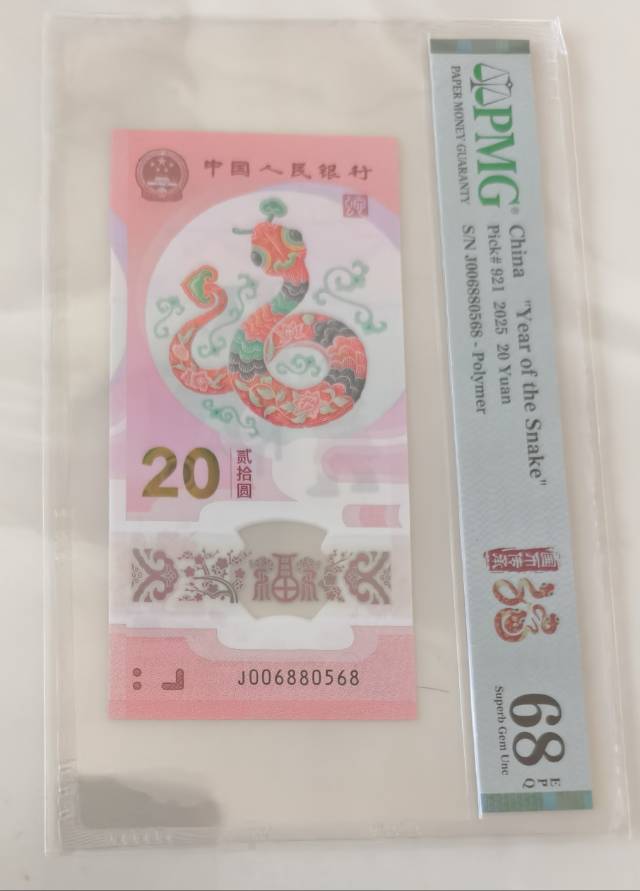 中国人民银行
20
贰拾圆
福
J006880568
PMG®
PAPER MONEY GUARANTY
China "Year of the Snake"
Pick# 921 2025 20 Yuan
S/N J006880568 - Polymer
68 EPQ
Superb Gem Unc